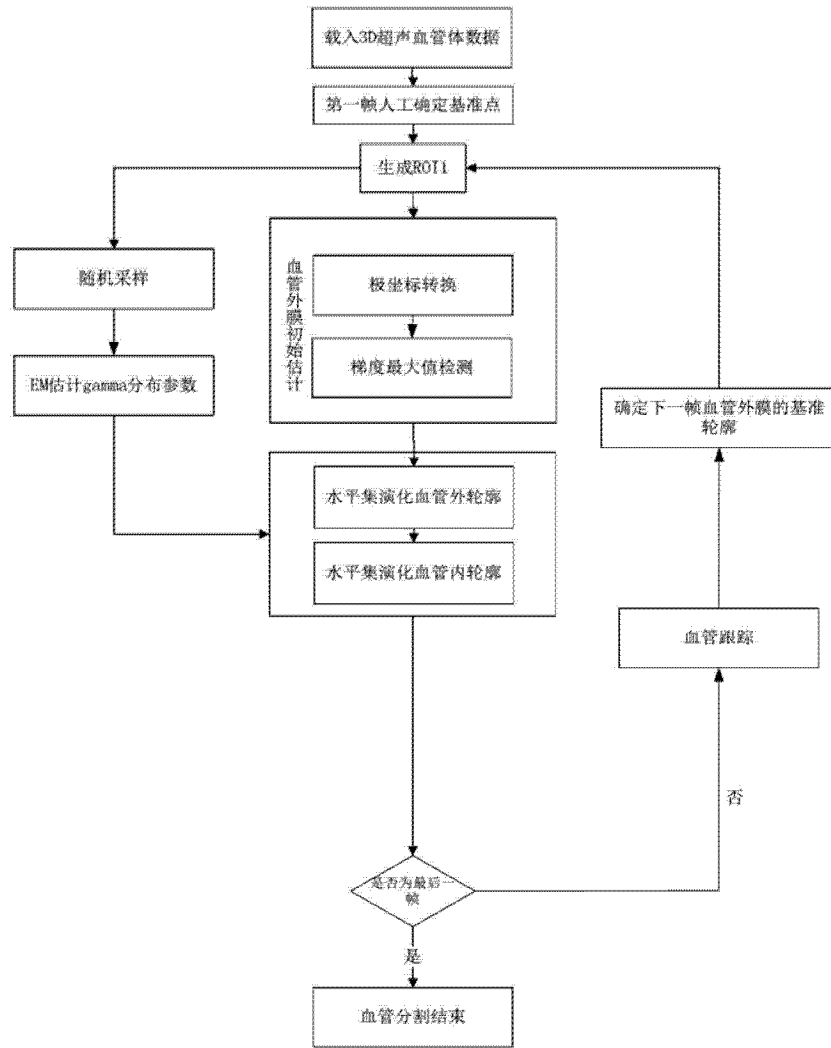 载入3D超声血管体数据
第一帧人工确定基准点
生成ROI1
随机采样
EM估计gamma分布参数
血管外膜初始估计
极坐标转换
梯度最大值检测
水平集演化血管外轮廓
水平集演化血管内轮廓
确定下一帧血管外膜的基准
轮廓
血管跟踪
否
是否为最后一
帧
是
血管分割结束